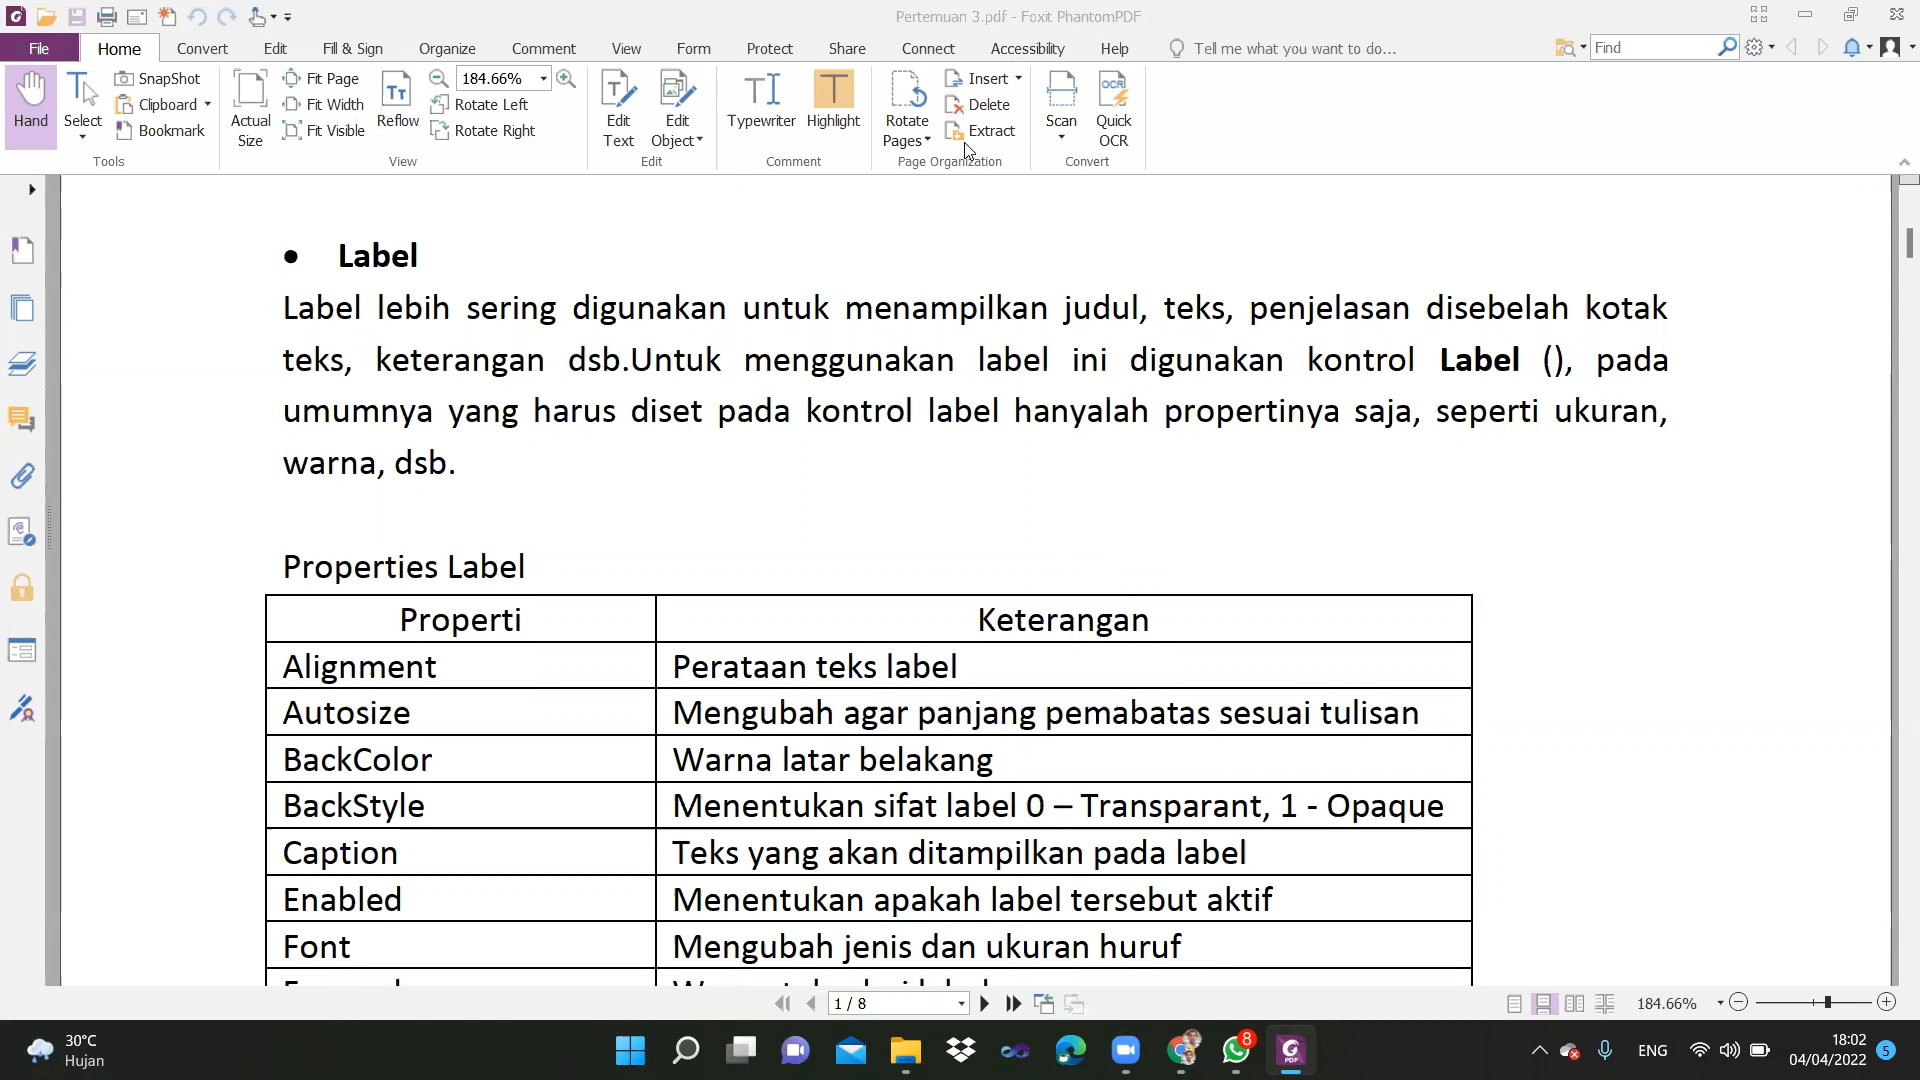 Pertemuan 3.pdf - Foxit PhantomPDF
File Home Convert Edit Fill & Sign Organize Comment View Form Protect Share Connect Accessibility Help Tell me what you want to do... Find
Hand
Select
SnapShot
Clipboard
Bookmark
Tools
Actual
Size
Fit Page
Fit Width
Fit Visible
Reflow
184.66%
Rotate Left
Rotate Right
View
Edit
Text
Edit
Object
Edit
Typewriter
Highlight
Comment
Rotate
Pages
Insert
Delete
Extract
Page Organization
Scan
OCR
Quick
OCR
Convert
• Label
Label lebih sering digunakan untuk menampilkan judul, teks, penjelasan disebelah kotak
teks, keterangan dsb.Untuk menggunakan label ini digunakan kontrol Label (), pada
umumnya yang harus diset pada kontrol label hanyalah propertinya saja, seperti ukuran,
warna, dsb.
Properties Label
Properti Keterangan
Alignment Perataan teks label
Autosize Mengubah agar panjang pemabatas sesuai tulisan
BackColor Warna latar belakang
BackStyle Menentukan sifat label 0 – Transparant, 1 - Opaque
Caption Teks yang akan ditampilkan pada label
Enabled Menentukan apakah label tersebut aktif
Font Mengubah jenis dan ukuran huruf
1 / 8
184.66%
30°C
Hujan
8
PDF
ENG
18:02
04/04/2022
5